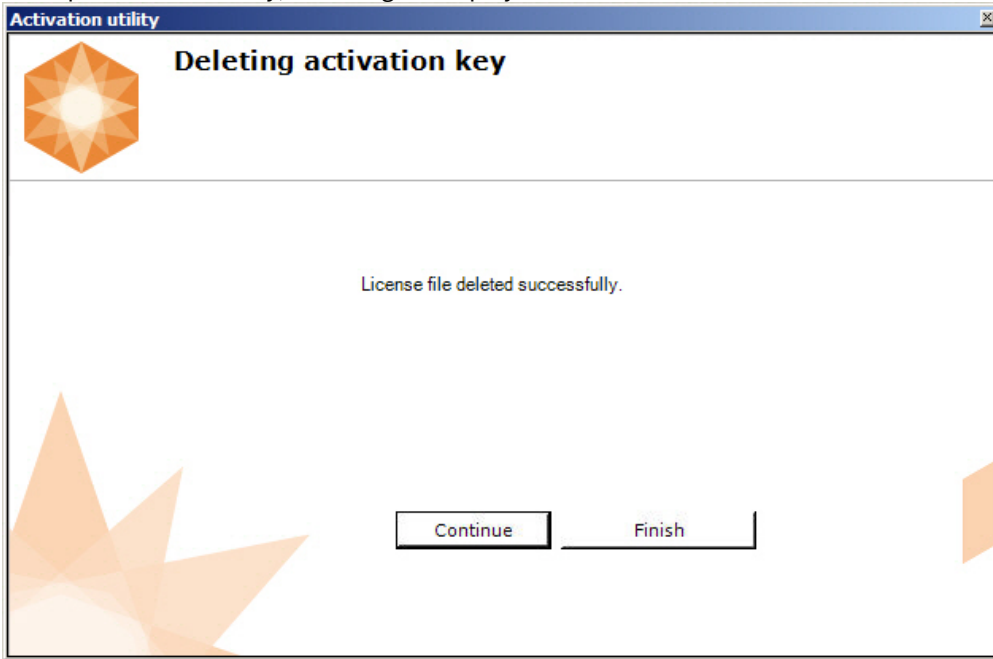 Activation utility
Deleting activation key
License file deleted successfully.
Continue
Finish